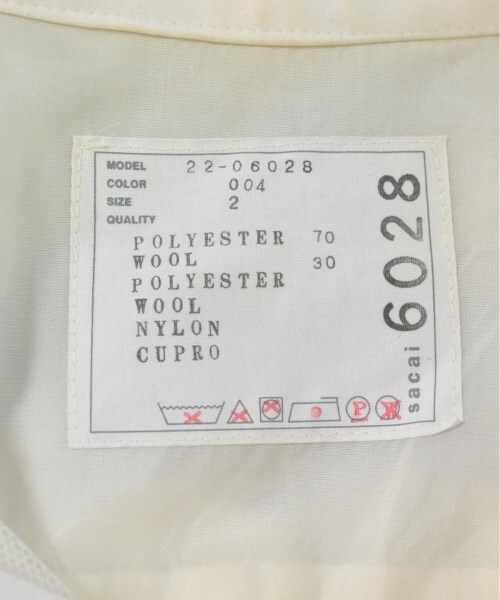 MODEL 22-06028
COLOR 004
SIZE 2
QUALITY
POLYESTER 70
WOOL 30
POLYESTER
WOOL
NYLON
CUPRO
P W
sacai 6028